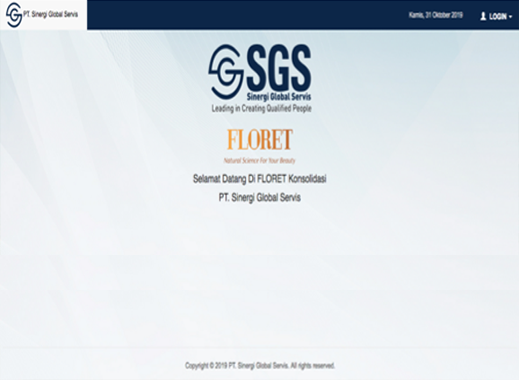 PT. Sinergi Global Servis
Kamis, 31 Oktober 2019
LOGIN
SGS
Sinergi Global Servis
Leading in Creating Qualified People
FLORET
Natural Science For Your Beauty
Selamat Datang Di FLORET Konsolidasi
PT. Sinergi Global Servis
Copyright © 2019 PT. Sinergi Global Servis. All rights reserved.